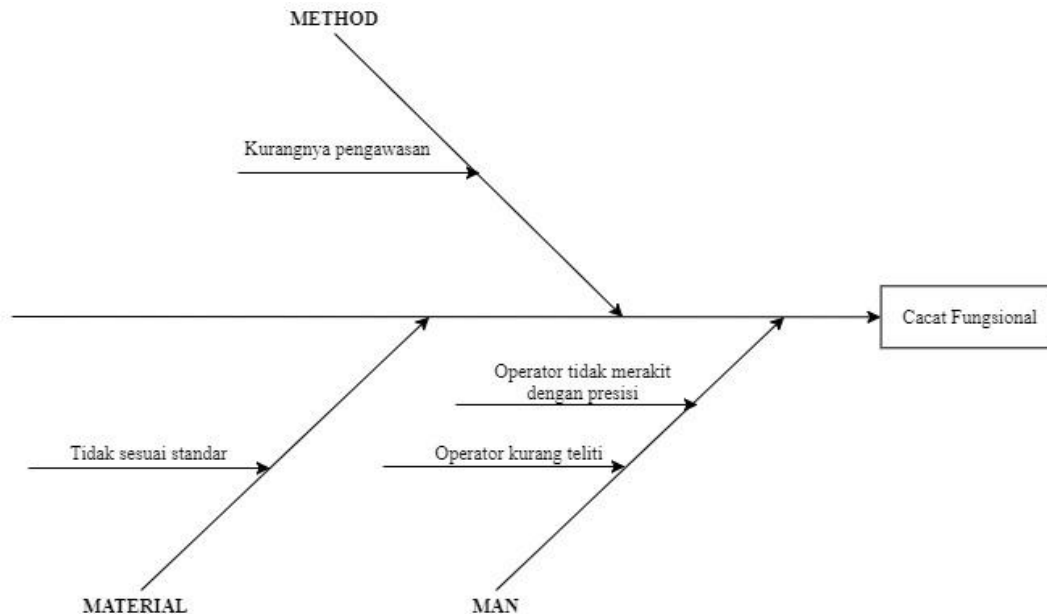 METHOD
Kurangnya pengawasan
Cacat Fungsional
Operator tidak merakit
dengan presisi
Tidak sesuai standar
Operator kurang teliti
MATERIAL
MAN